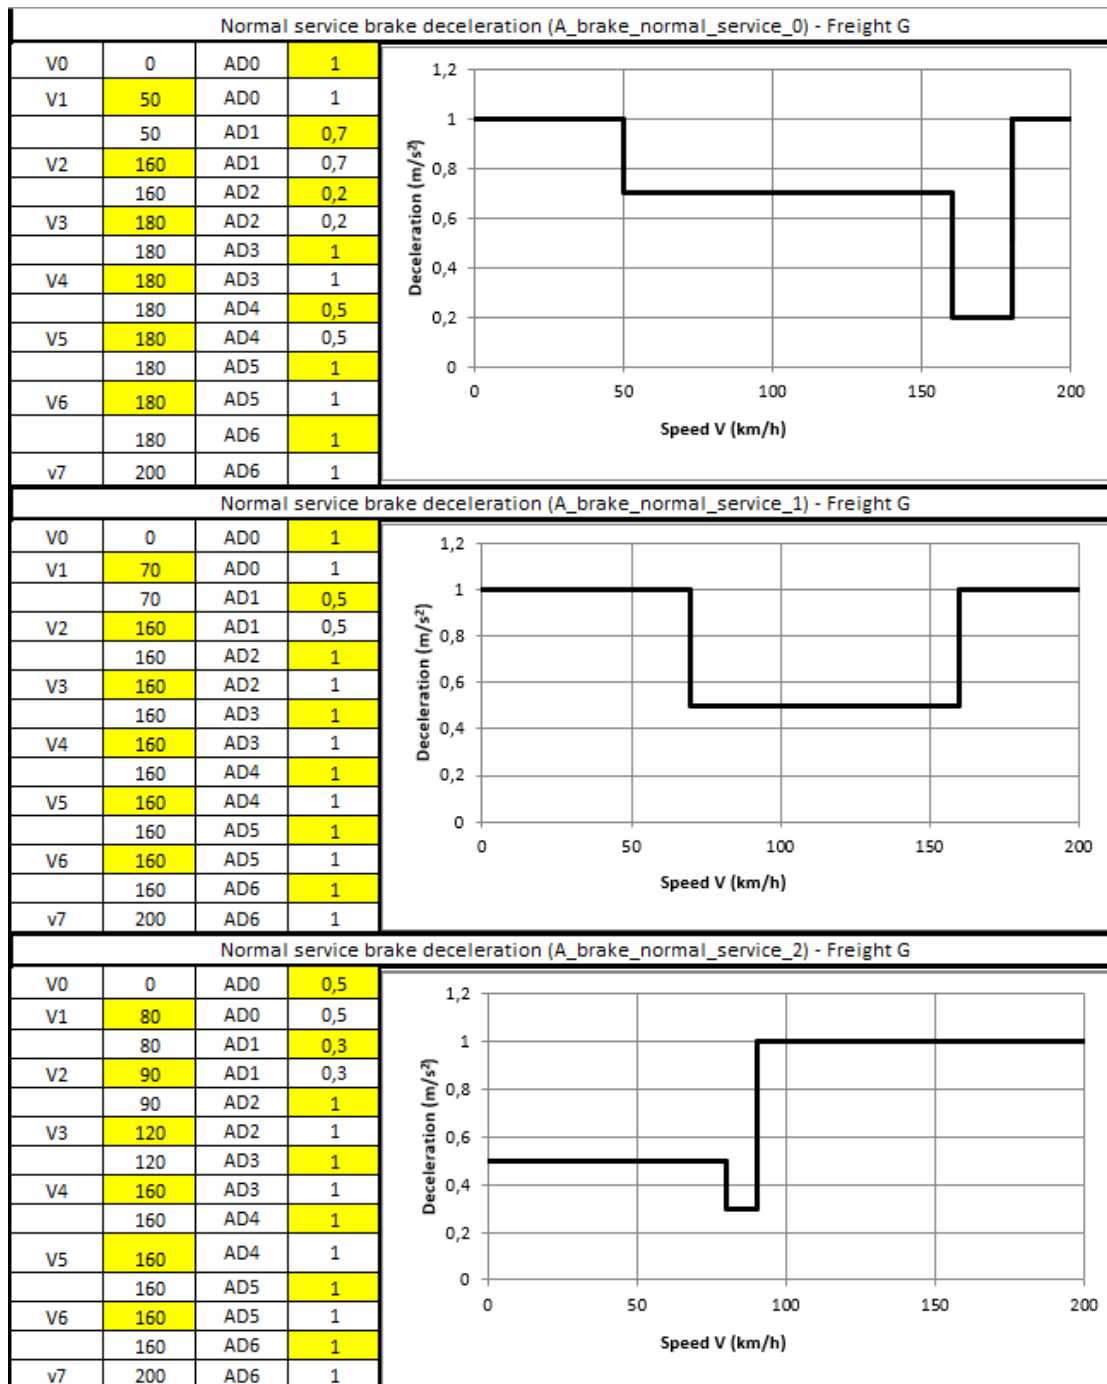 Normal service brake deceleration (A_brake_normal_service_0) - Freight G
V0 0 AD0 1
V1 50 AD0 1
50 AD1 0,7
V2 160 AD1 0,7
160 AD2 0,2
V3 180 AD2 0,2
180 AD3 1
V4 180 AD3 1
180 AD4 0,5
V5 180 AD4 0,5
180 AD5 1
V6 180 AD5 1
180 AD6 1
v7 200 AD6 1
Deceleration (m/s²)
1,2
1
0,8
0,6
0,4
0,2
0
0 50 100 150 200
Speed V (km/h)
Normal service brake deceleration (A_brake_normal_service_1) - Freight G
V0 0 AD0 1
V1 70 AD0 1
70 AD1 0,5
V2 160 AD1 0,5
160 AD2 1
V3 160 AD2 1
160 AD3 1
V4 160 AD3 1
160 AD4 1
V5 160 AD4 1
160 AD5 1
V6 160 AD5 1
160 AD6 1
v7 200 AD6 1
Deceleration (m/s²)
1,2
1
0,8
0,6
0,4
0,2
0
0 50 100 150 200
Speed V (km/h)
Normal service brake deceleration (A_brake_normal_service_2) - Freight G
V0 0 AD0 0,5
V1 80 AD0 0,5
80 AD1 0,3
V2 90 AD1 0,3
90 AD2 1
V3 120 AD2 1
120 AD3 1
V4 160 AD3 1
160 AD4 1
V5 160 AD4 1
160 AD5 1
V6 160 AD5 1
160 AD6 1
v7 200 AD6 1
Deceleration (m/s²)
1,2
1
0,8
0,6
0,4
0,2
0
0 50 100 150 200
Speed V (km/h)